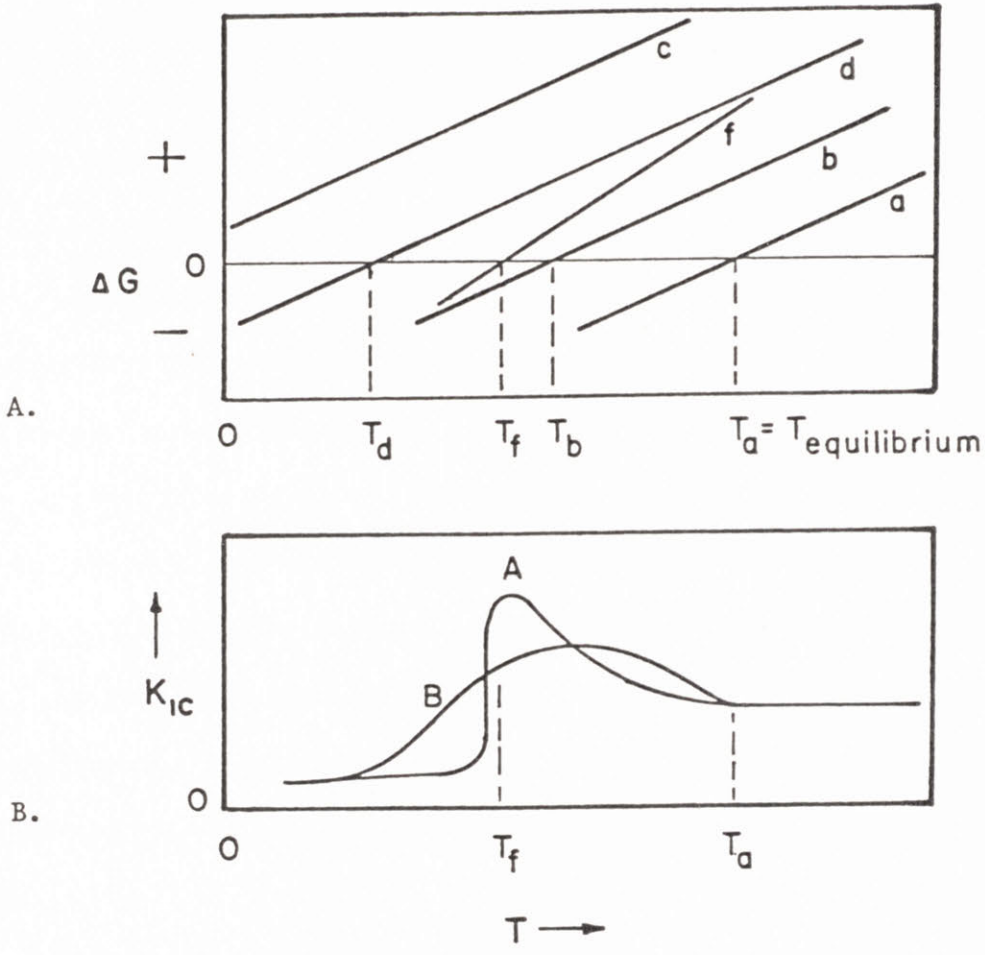 c
d
+
f
b
a
0
ΔG
−
A.
0 T_d T_f T_b T_a = T_equilibrium
A
B
K_IC
0
B.
0 T_f T_a
T